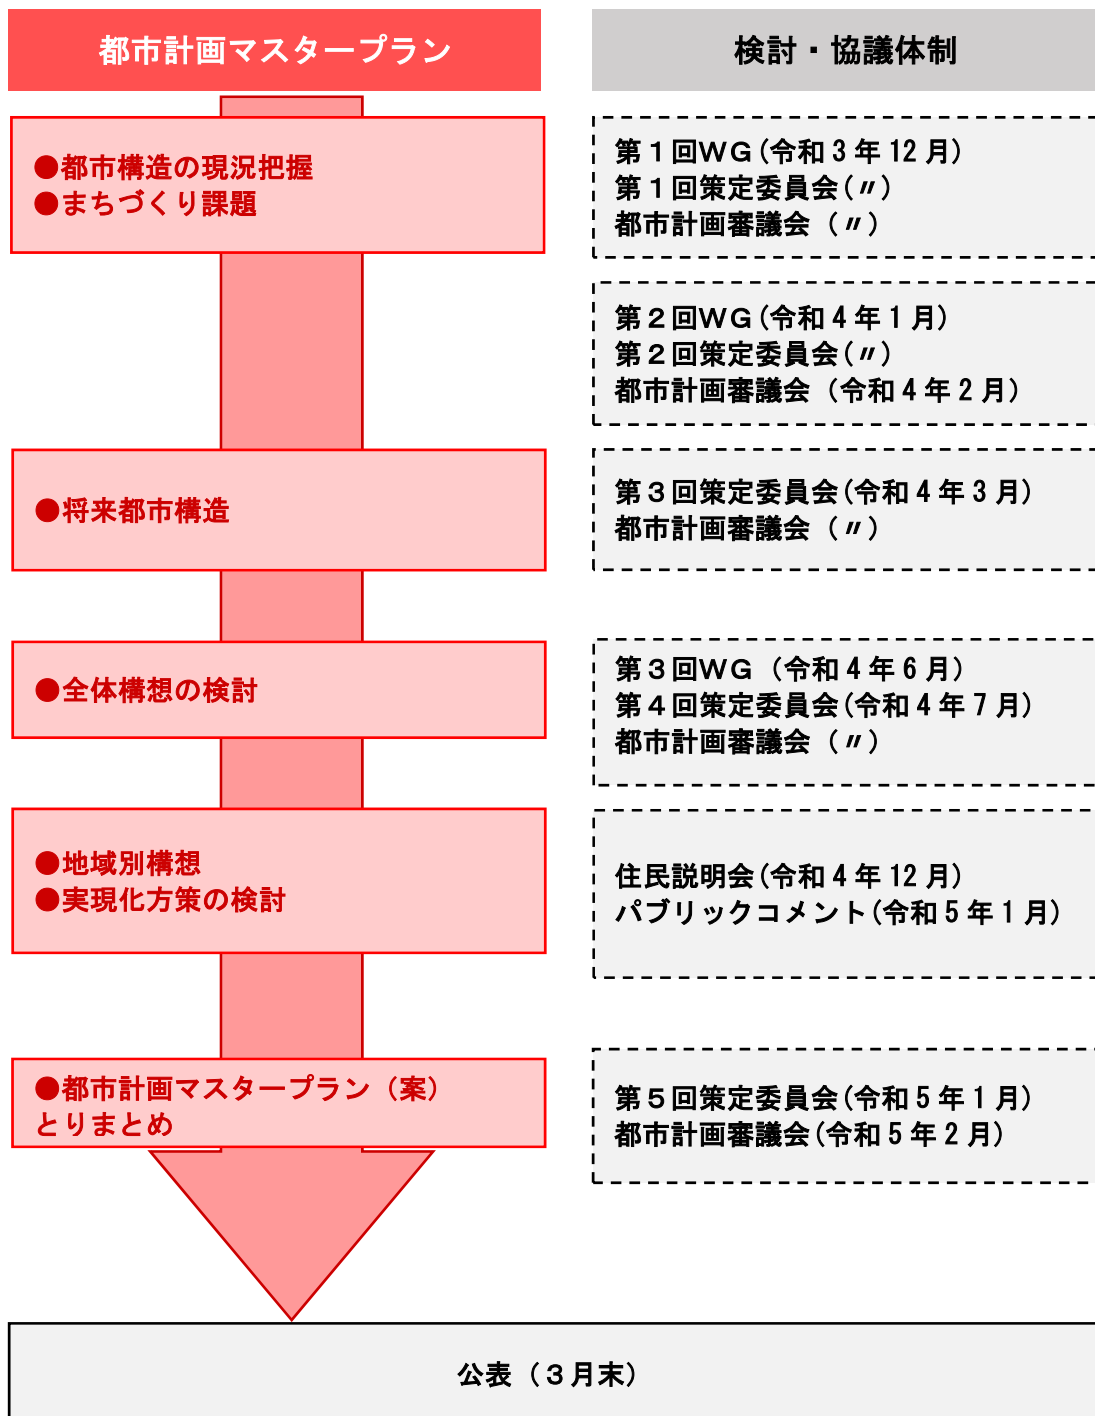 都市計画マスタープラン
検討・協議体制
●都市構造の現況把握
●まちづくり課題
第１回ＷＧ(令和３年12月)
第１回策定委員会(〃)
都市計画審議会（〃）
第２回ＷＧ(令和４年１月)
第２回策定委員会(〃)
都市計画審議会（令和４年２月）
●将来都市構造
第３回策定委員会(令和４年３月)
都市計画審議会（〃）
●全体構想の検討
第３回ＷＧ（令和４年６月）
第４回策定委員会(令和４年７月)
都市計画審議会（〃）
●地域別構想
●実現化方策の検討
住民説明会(令和４年12月)
パブリックコメント(令和５年１月)
●都市計画マスタープラン（案）
とりまとめ
第５回策定委員会(令和５年１月)
都市計画審議会(令和５年２月)
公表（３月末）